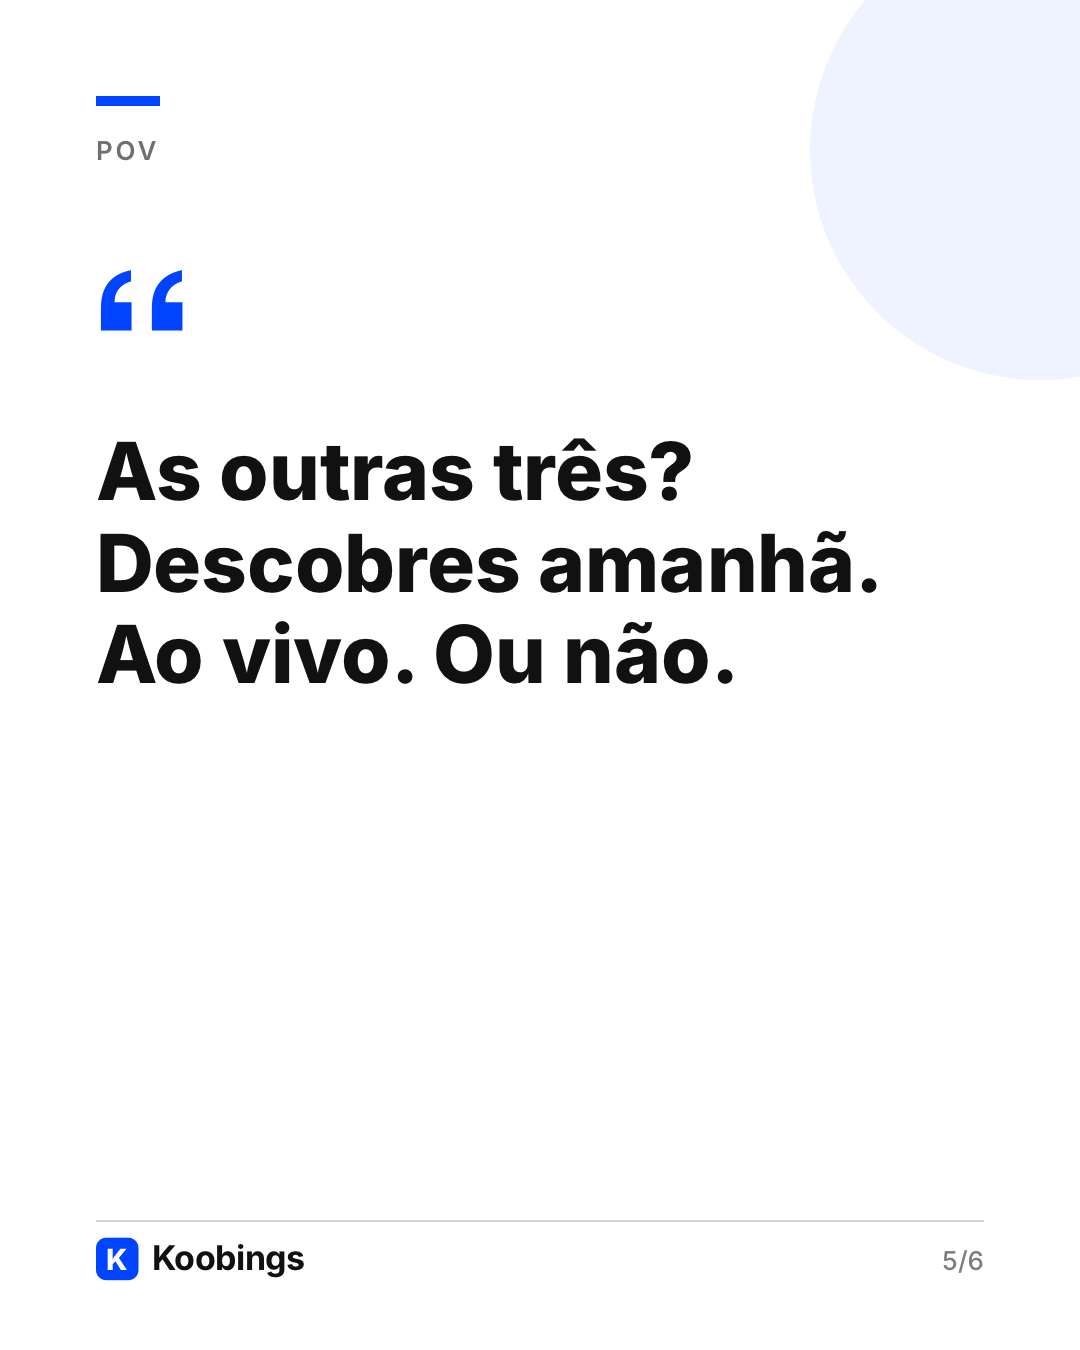 POV
“
As outras três?
Descobres amanhã.
Ao vivo. Ou não.
K Koobings
5/6